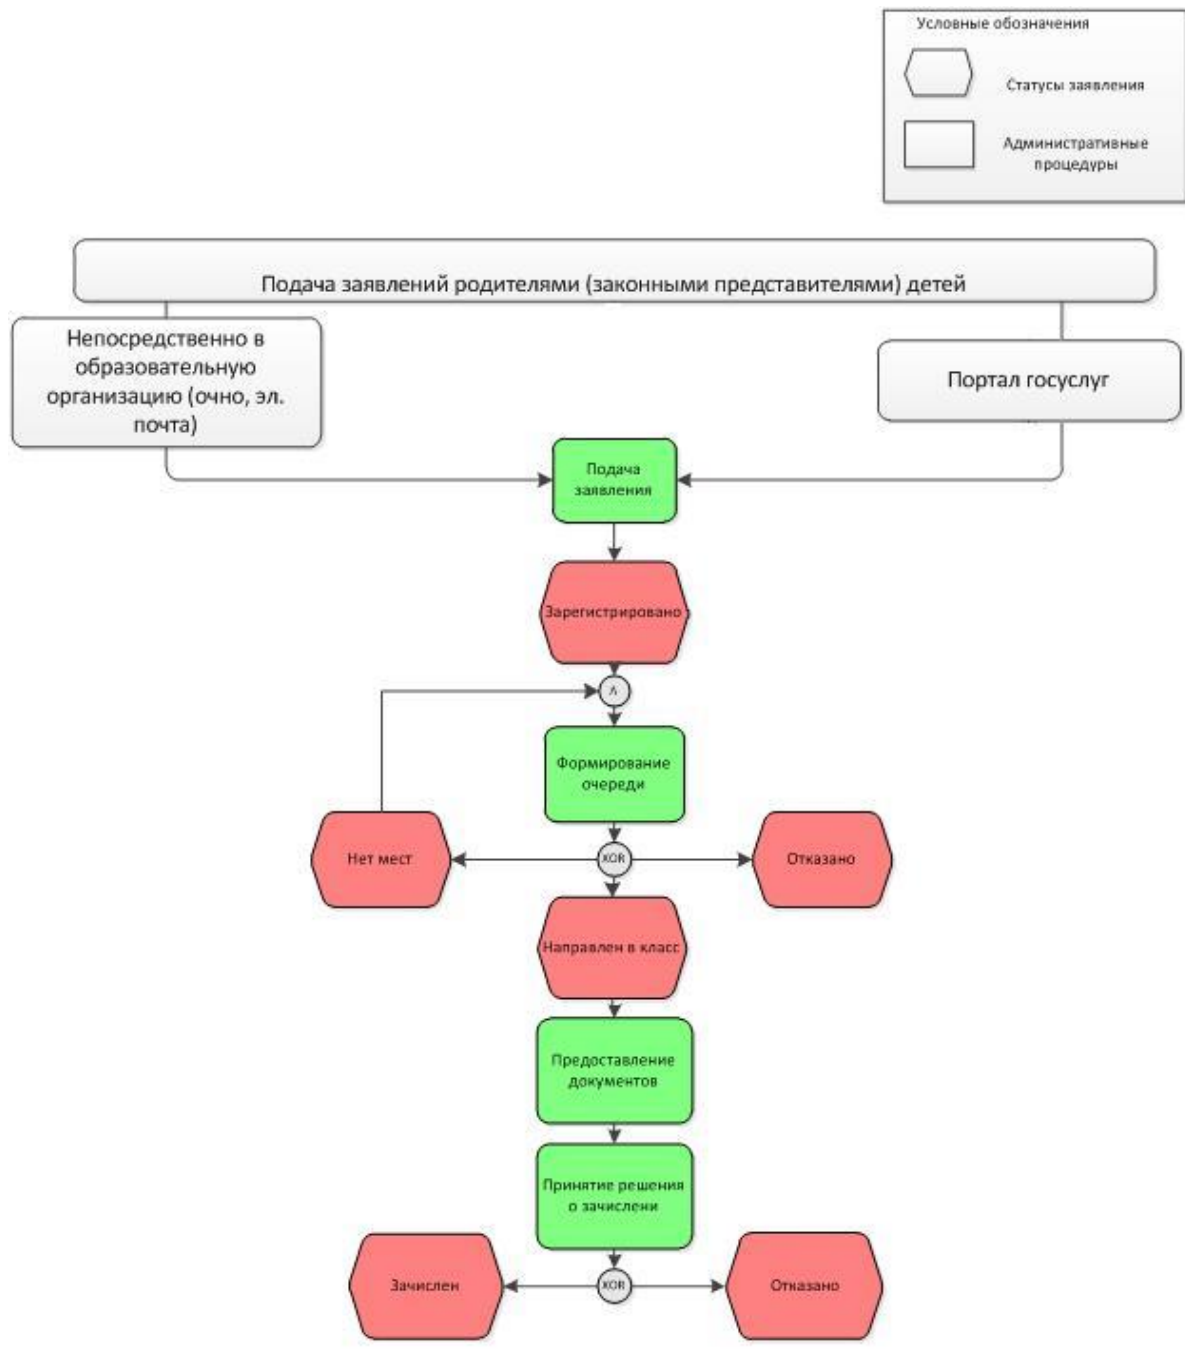 Условные обозначения
Статусы заявления
Административные
процедуры
Подача заявлений родителями (законными представителями) детей
Непосредственно в
образовательную
организацию (очно, эл.
почта)
Портал госуслуг
Подача
заявления
Зарегистрировано
Λ
Формирование
очереди
Нет мест
XOR
Отказано
Направлен в класс
Предоставление
документов
Принятие решения
о зачислени
Зачислен
XOR
Отказано